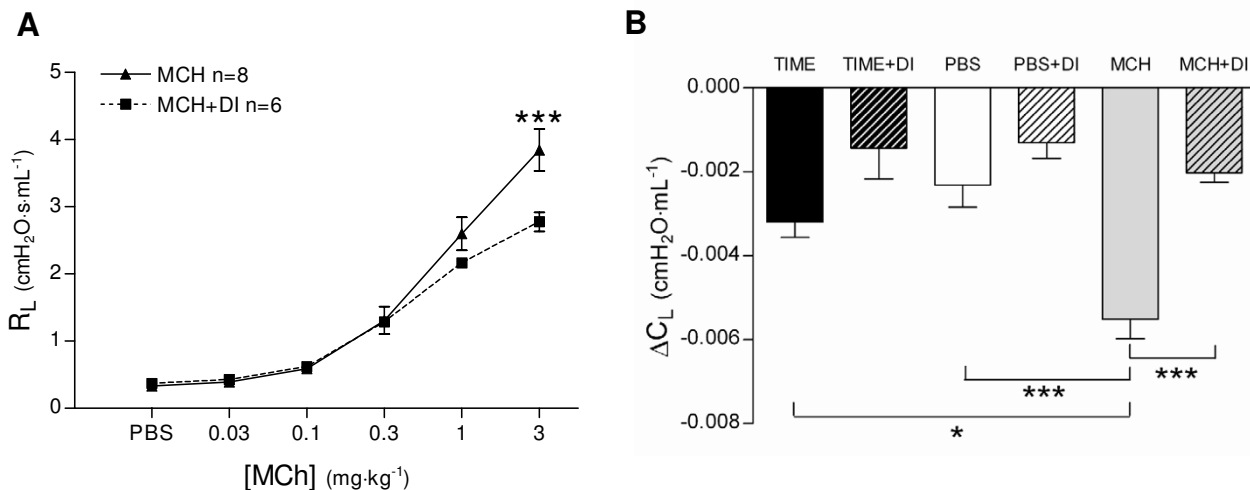 A
5
4
3
2
1
0
R_L (cmH₂O·s·mL⁻¹)
MCH n=8
MCH+DI n=6
***
PBS 0.03 0.1 0.3 1 3
[MCh] (mg·kg⁻¹)
B
TIME TIME+DI PBS PBS+DI MCH MCH+DI
0.000
-0.002
-0.004
-0.006
-0.008
ΔC_L (cmH₂O·mL⁻¹)
***
***
*